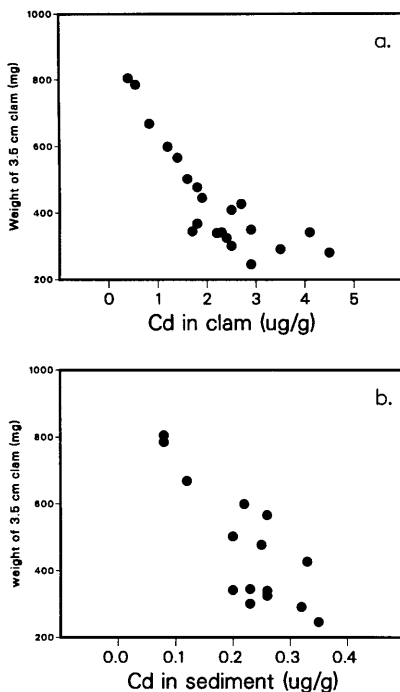 a.
1000
800
600
400
200
Weight of 3.5 cm clam (mg)
0 1 2 3 4 5
Cd in clam (ug/g)
b.
1000
800
600
400
200
weight of 3.5 cm clam (mg)
0.0 0.1 0.2 0.3 0.4
Cd in sediment (ug/g)